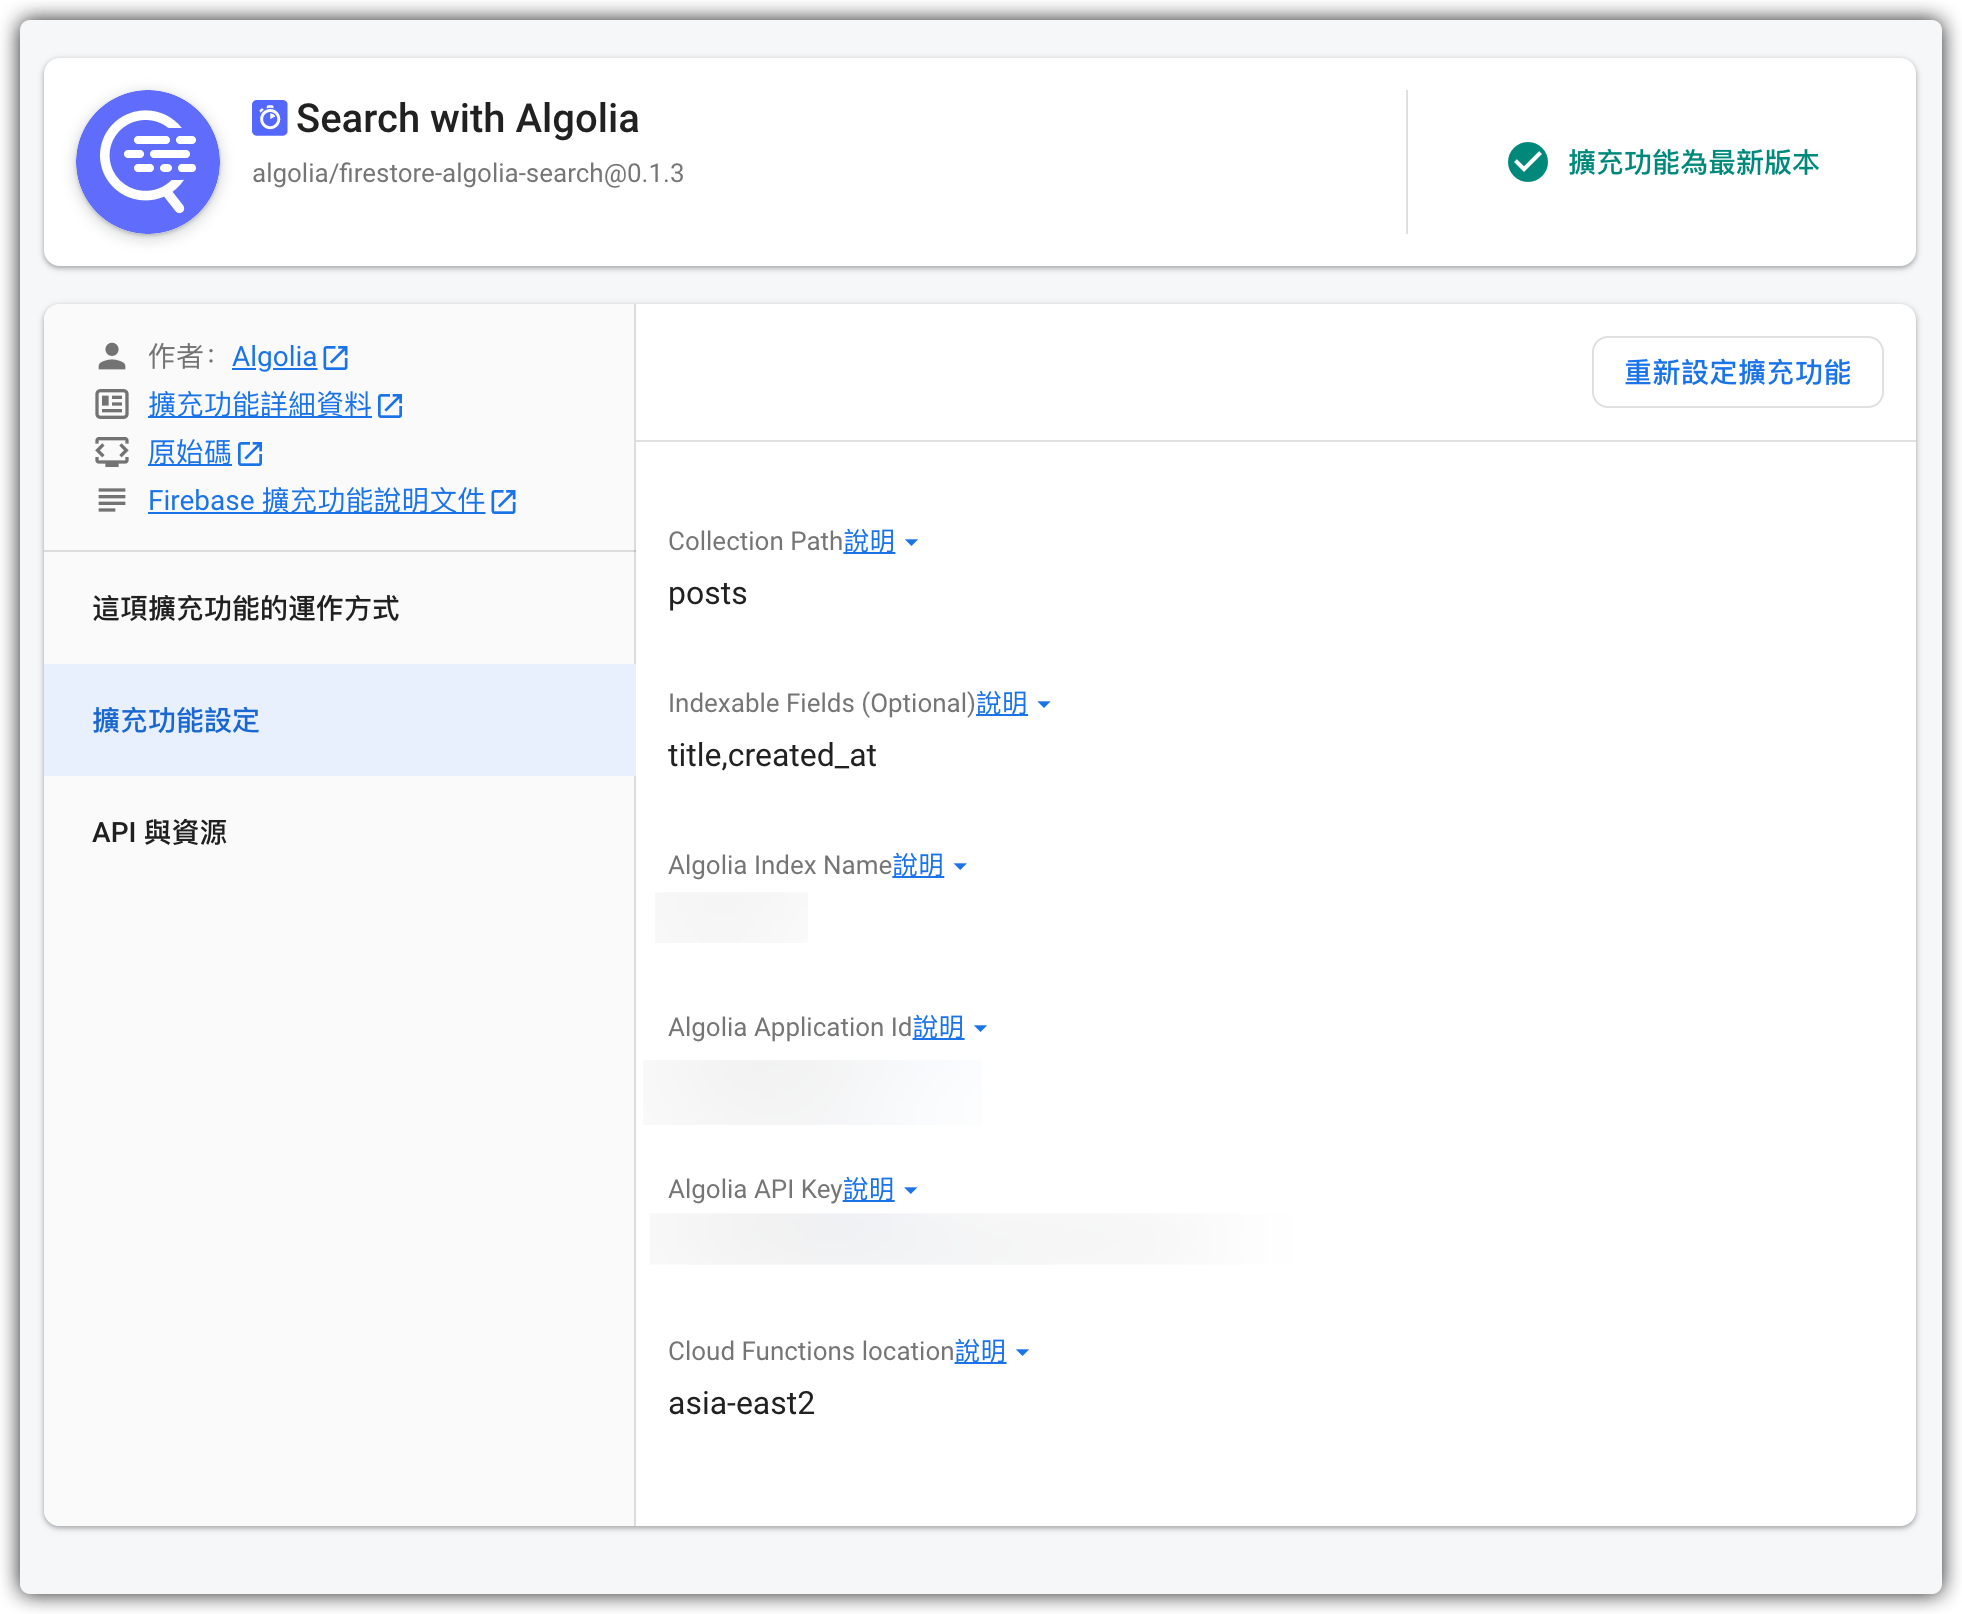 Search with Algolia
algolia/firestore-algolia-search@0.1.3
擴充功能為最新版本
作者： Algolia
擴充功能詳細資料
原始碼
Firebase 擴充功能說明文件
這項擴充功能的運作方式
擴充功能設定
API 與資源
重新設定擴充功能
Collection Path說明
posts
Indexable Fields (Optional)說明
title,created_at
Algolia Index Name說明
Algolia Application Id說明
Algolia API Key說明
Cloud Functions location說明
asia-east2